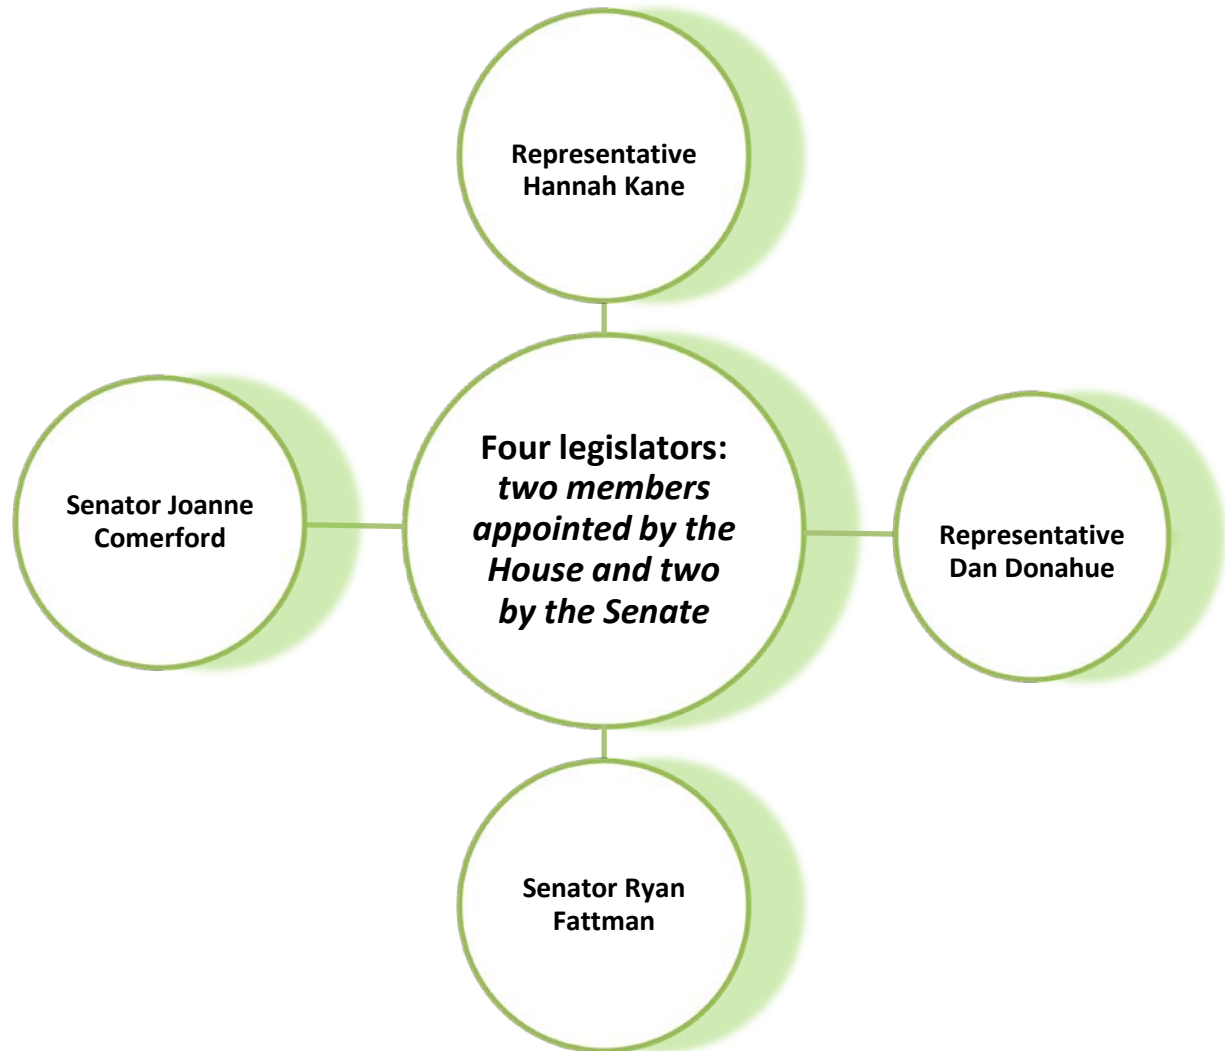 Representative
Hannah Kane
Four legislators:
two members
appointed by the
House and two
by the Senate
Senator Joanne
Comerford
Representative
Dan Donahue
Senator Ryan
Fattman